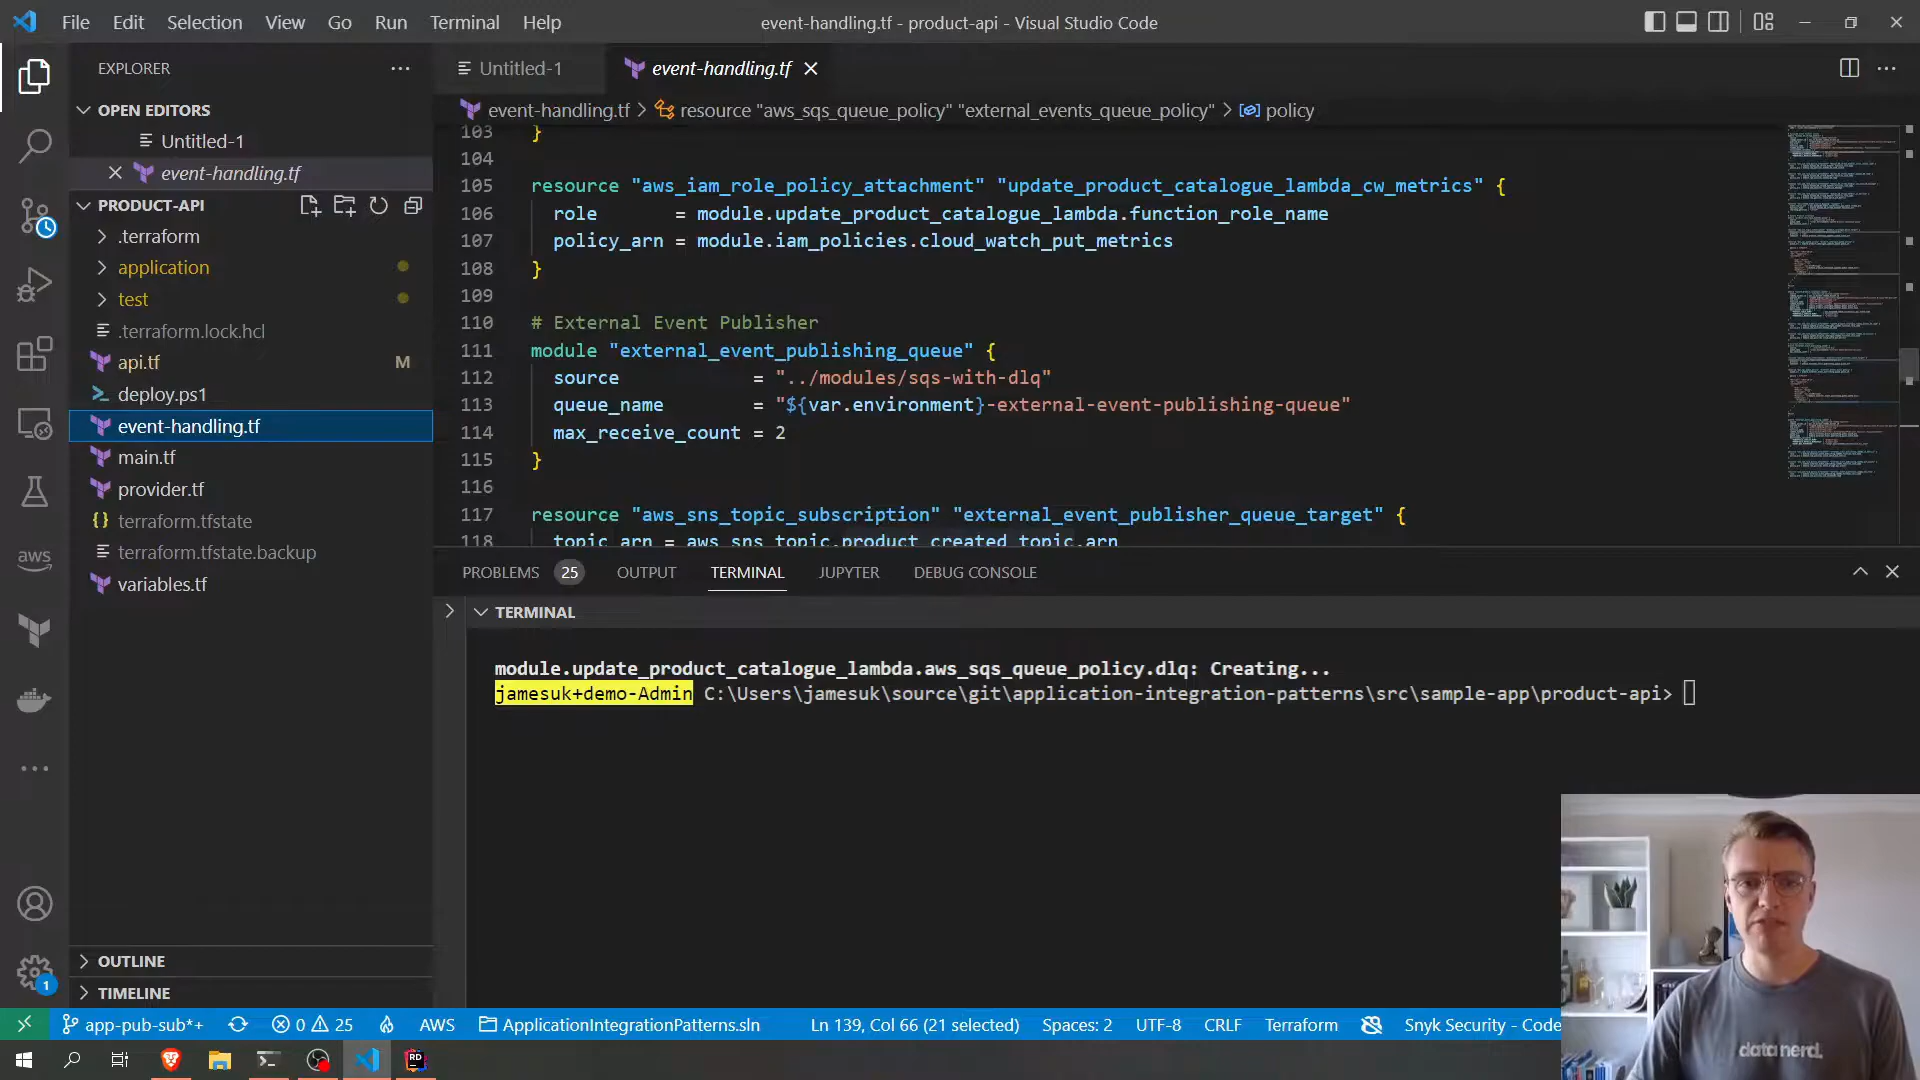 File Edit Selection View Go Run Terminal Help
event-handling.tf - product-api - Visual Studio Code
EXPLORER
OPEN EDITORS
Untitled-1
event-handling.tf
PRODUCT-API
.terraform
application
test
.terraform.lock.hcl
api.tf M
deploy.ps1
event-handling.tf
main.tf
provider.tf
terraform.tfstate
terraform.tfstate.backup
variables.tf
OUTLINE
TIMELINE
aws
1
Untitled-1 event-handling.tf
event-handling.tf > resource "aws_sqs_queue_policy" "external_events_queue_policy" > policy
103 }
104
105 resource "aws_iam_role_policy_attachment" "update_product_catalogue_lambda_cw_metrics" {
106 role = module.update_product_catalogue_lambda.function_role_name
107 policy_arn = module.iam_policies.cloud_watch_put_metrics
108 }
109
110 # External Event Publisher
111 module "external_event_publishing_queue" {
112 source = "../modules/sqs-with-dlq"
113 queue_name = "${var.environment}-external-event-publishing-queue"
114 max_receive_count = 2
115 }
116
117 resource "aws_sns_topic_subscription" "external_event_publisher_queue_target" {
118 topic_arn = aws_sns_topic.product_created_topic.arn
PROBLEMS 25 OUTPUT TERMINAL JUPYTER DEBUG CONSOLE
TERMINAL
module.update_product_catalogue_lambda.aws_sqs_queue_policy.dlq: Creating...
jamesuk+demo-Admin C:\Users\jamesuk\source\git\application-integration-patterns\src\sample-app\product-api>
data nerd.
app-pub-sub*+ 0 25 AWS ApplicationIntegrationPatterns.sln Ln 139, Col 66 (21 selected) Spaces: 2 UTF-8 CRLF Terraform Snyk Security - Code
RD